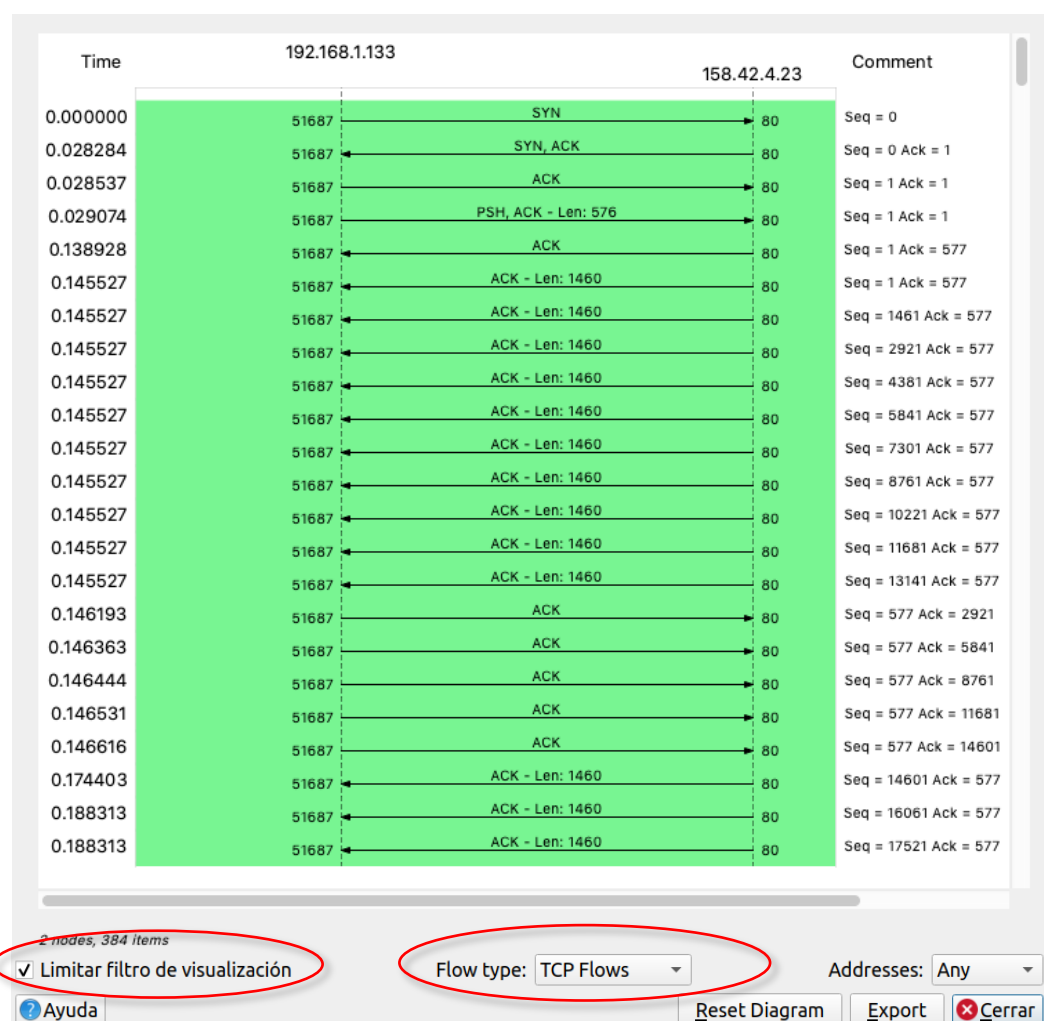 Time 192.168.1.133 158.42.4.23 Comment
0.000000 51687 SYN 80 Seq = 0
0.028284 51687 SYN, ACK 80 Seq = 0 Ack = 1
0.028537 51687 ACK 80 Seq = 1 Ack = 1
0.029074 51687 PSH, ACK - Len: 576 80 Seq = 1 Ack = 1
0.138928 51687 ACK 80 Seq = 1 Ack = 577
0.145527 51687 ACK - Len: 1460 80 Seq = 1 Ack = 577
0.145527 51687 ACK - Len: 1460 80 Seq = 1461 Ack = 577
0.145527 51687 ACK - Len: 1460 80 Seq = 2921 Ack = 577
0.145527 51687 ACK - Len: 1460 80 Seq = 4381 Ack = 577
0.145527 51687 ACK - Len: 1460 80 Seq = 5841 Ack = 577
0.145527 51687 ACK - Len: 1460 80 Seq = 7301 Ack = 577
0.145527 51687 ACK - Len: 1460 80 Seq = 8761 Ack = 577
0.145527 51687 ACK - Len: 1460 80 Seq = 10221 Ack = 577
0.145527 51687 ACK - Len: 1460 80 Seq = 11681 Ack = 577
0.145527 51687 ACK - Len: 1460 80 Seq = 13141 Ack = 577
0.146193 51687 ACK 80 Seq = 577 Ack = 2921
0.146363 51687 ACK 80 Seq = 577 Ack = 5841
0.146444 51687 ACK 80 Seq = 577 Ack = 8761
0.146531 51687 ACK 80 Seq = 577 Ack = 11681
0.146616 51687 ACK 80 Seq = 577 Ack = 14601
0.174403 51687 ACK - Len: 1460 80 Seq = 14601 Ack = 577
0.188313 51687 ACK - Len: 1460 80 Seq = 16061 Ack = 577
0.188313 51687 ACK - Len: 1460 80 Seq = 17521 Ack = 577
2 nodes, 384 items
Limitar filtro de visualización Flow type: TCP Flows Addresses: Any
Ayuda Reset Diagram Export Cerrar